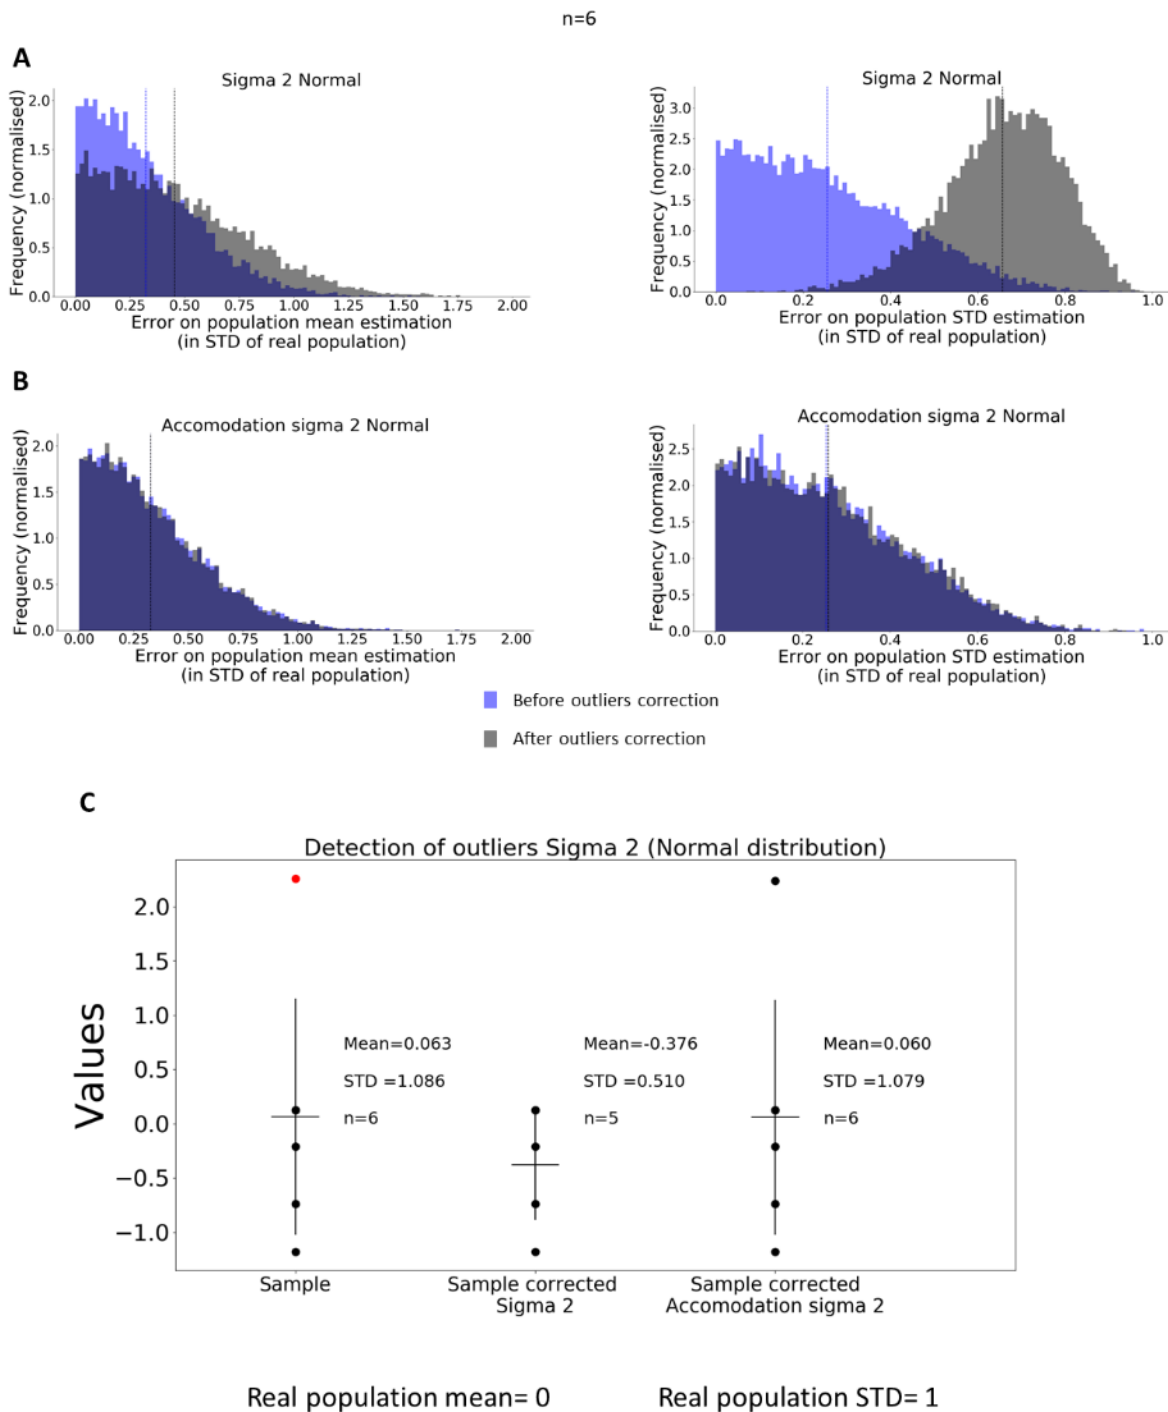 n=6
A
Sigma 2 Normal
Frequency (normalised)
2.0
1.5
1.0
0.5
0.0
0.00 0.25 0.50 0.75 1.00 1.25 1.50 1.75 2.00
Error on population mean estimation
(in STD of real population)
Sigma 2 Normal
Frequency (normalised)
3.0
2.5
2.0
1.5
1.0
0.5
0.0
0.0 0.2 0.4 0.6 0.8 1.0
Error on population STD estimation
(in STD of real population)
B
Accomodation sigma 2 Normal
Frequency (normalised)
2.0
1.5
1.0
0.5
0.0
0.00 0.25 0.50 0.75 1.00 1.25 1.50 1.75 2.00
Error on population mean estimation
(in STD of real population)
Accomodation sigma 2 Normal
Frequency (normalised)
2.5
2.0
1.5
1.0
0.5
0.0
0.0 0.2 0.4 0.6 0.8 1.0
Error on population STD estimation
(in STD of real population)
Before outliers correction
After outliers correction
C
Detection of outliers Sigma 2 (Normal distribution)
Values
2.0
1.5
1.0
0.5
0.0
−0.5
−1.0
Mean=0.063
STD =1.086
n=6
Mean=-0.376
STD =0.510
n=5
Mean=0.060
STD =1.079
n=6
Sample
Sample corrected
Sigma 2
Sample corrected
Accomodation sigma 2
Real population mean= 0
Real population STD= 1